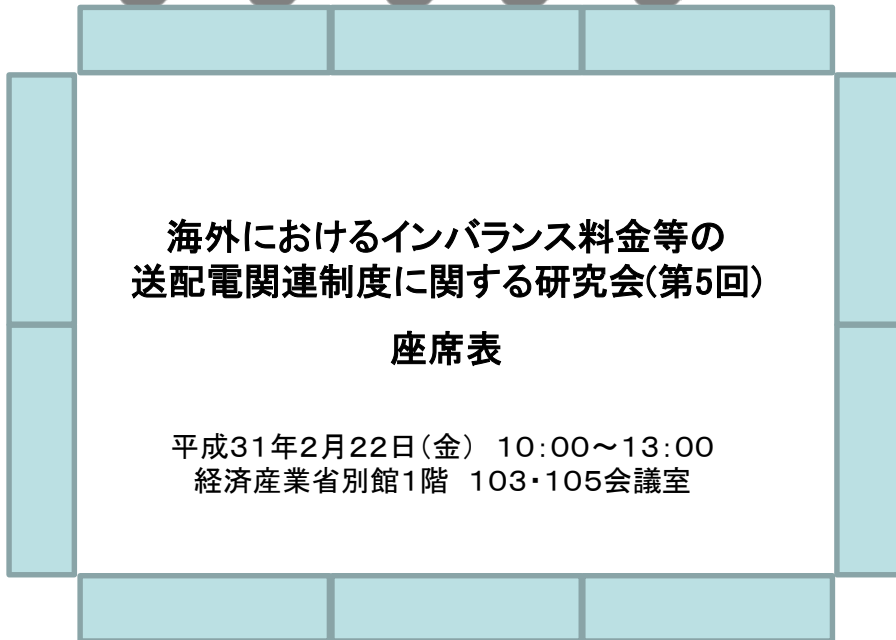 海外におけるインバランス料金等の
送配電関連制度に関する研究会(第5回)
座席表
平成31年2月22日(金) 10:00～13:00
経済産業省別館1階 103・105会議室